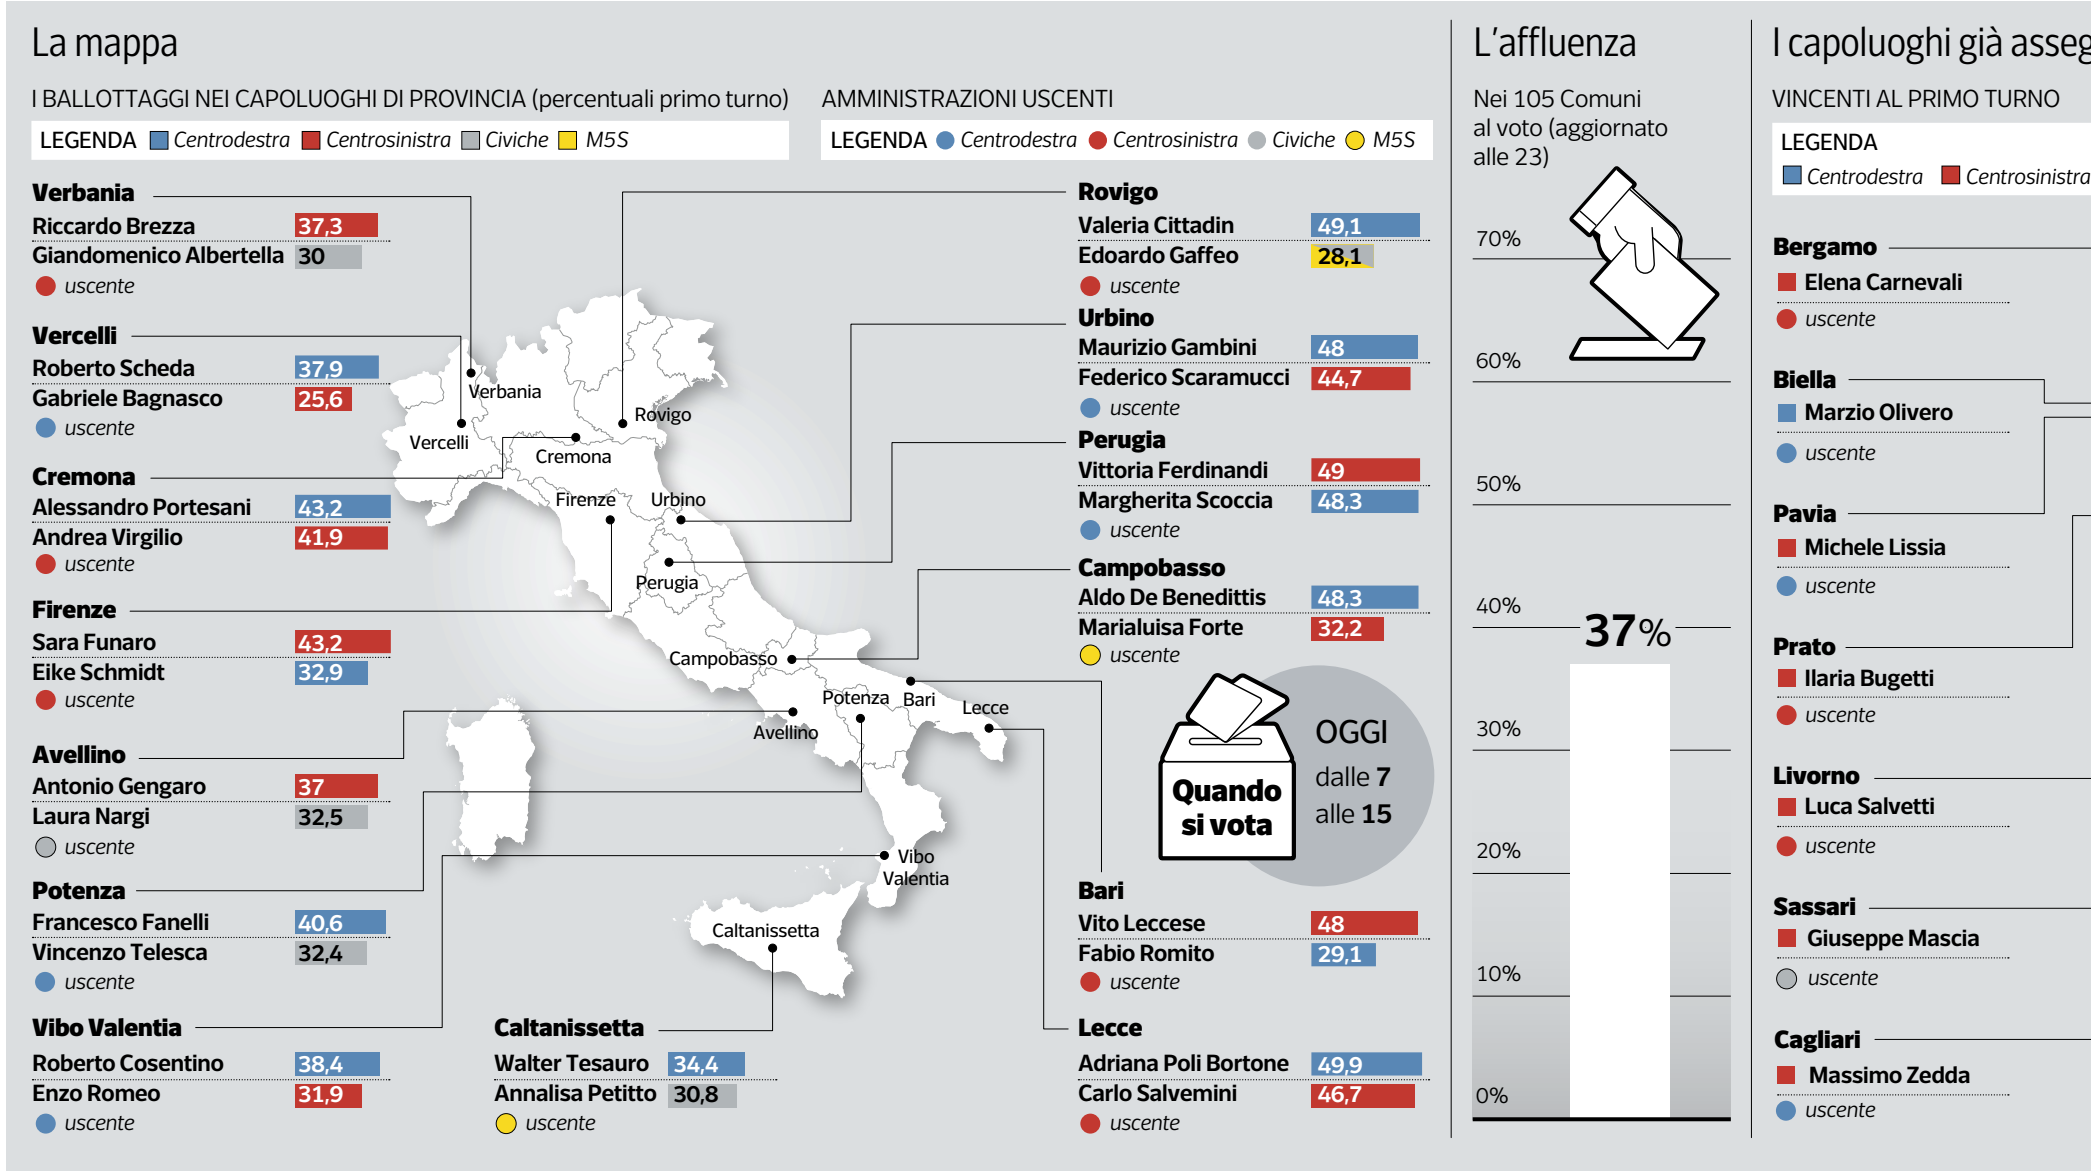 La mappa
I BALLOTTAGGI NEI CAPOLUOGHI DI PROVINCIA (percentuali primo turno)
LEGENDA Centrodestra Centrosinistra Civiche M5S
AMMINISTRAZIONI USCENTI
LEGENDA Centrodestra Centrosinistra Civiche M5S
Verbania
Riccardo Brezza 37,3
Giandomenico Albertella 30
uscente
Vercelli
Roberto Scheda 37,9
Gabriele Bagnasco 25,6
uscente
Cremona
Alessandro Portesani 43,2
Andrea Virgilio 41,9
uscente
Firenze
Sara Funaro 43,2
Eike Schmidt 32,9
uscente
Avellino
Antonio Gengaro 37
Laura Nargi 32,5
uscente
Potenza
Francesco Fanelli 40,6
Vincenzo Telesca 32,4
uscente
Vibo Valentia
Roberto Cosentino 38,4
Enzo Romeo 31,9
uscente
Caltanissetta
Walter Tesauro 34,4
Annalisa Petitto 30,8
uscente
Verbania
Rovigo
Vercelli
Cremona
Firenze
Urbino
Perugia
Campobasso
Potenza
Bari
Lecce
Avellino
Vibo
Valentia
Caltanissetta
Rovigo
Valeria Cittadin 49,1
Edoardo Gaffeo 28,1
uscente
Urbino
Maurizio Gambini 48
Federico Scaramucci 44,7
uscente
Perugia
Vittoria Ferdinandi 49
Margherita Scoccia 48,3
uscente
Campobasso
Aldo De Benedittis 48,3
Marialuisa Forte 32,2
uscente
Quando
si vota
OGGI
dalle 7
alle 15
Bari
Vito Leccese 48
Fabio Romito 29,1
uscente
Lecce
Adriana Poli Bortone 49,9
Carlo Salvemini 46,7
uscente
L'affluenza
Nei 105 Comuni
al voto (aggiornato
alle 23)
70%
60%
50%
40%
37%
30%
20%
10%
0%
I capoluoghi già asseg
VINCENTI AL PRIMO TURNO
LEGENDA
Centrodestra Centrosinistra
Bergamo
Elena Carnevali
uscente
Biella
Marzio Olivero
uscente
Pavia
Michele Lissia
uscente
Prato
Ilaria Bugetti
uscente
Livorno
Luca Salvetti
uscente
Sassari
Giuseppe Mascia
uscente
Cagliari
Massimo Zedda
uscente